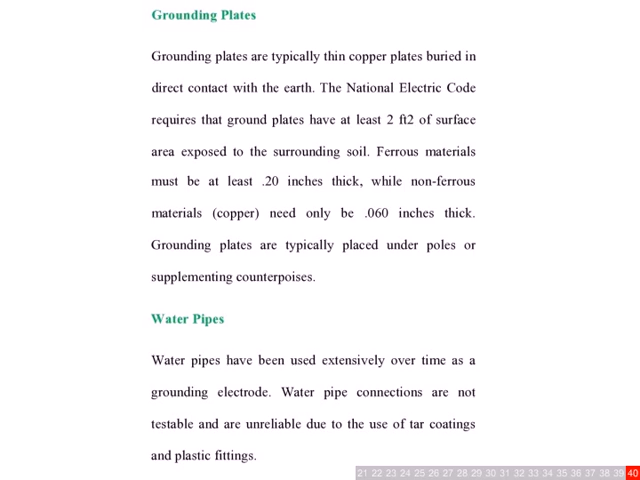 Grounding Plates
Grounding plates are typically thin copper plates buried in
direct contact with the earth. The National Electric Code
requires that ground plates have at least 2 ft2 of surface
area exposed to the surrounding soil. Ferrous materials
must be at least .20 inches thick, while non-ferrous
materials (copper) need only be .060 inches thick.
Grounding plates are typically placed under poles or
supplementing counterpoises.
Water Pipes
Water pipes have been used extensively over time as a
grounding electrode. Water pipe connections are not
testable and are unreliable due to the use of tar coatings
and plastic fittings.
21 22 23 24 25 26 27 28 29 30 31 32 33 34 35 36 37 38 39 40